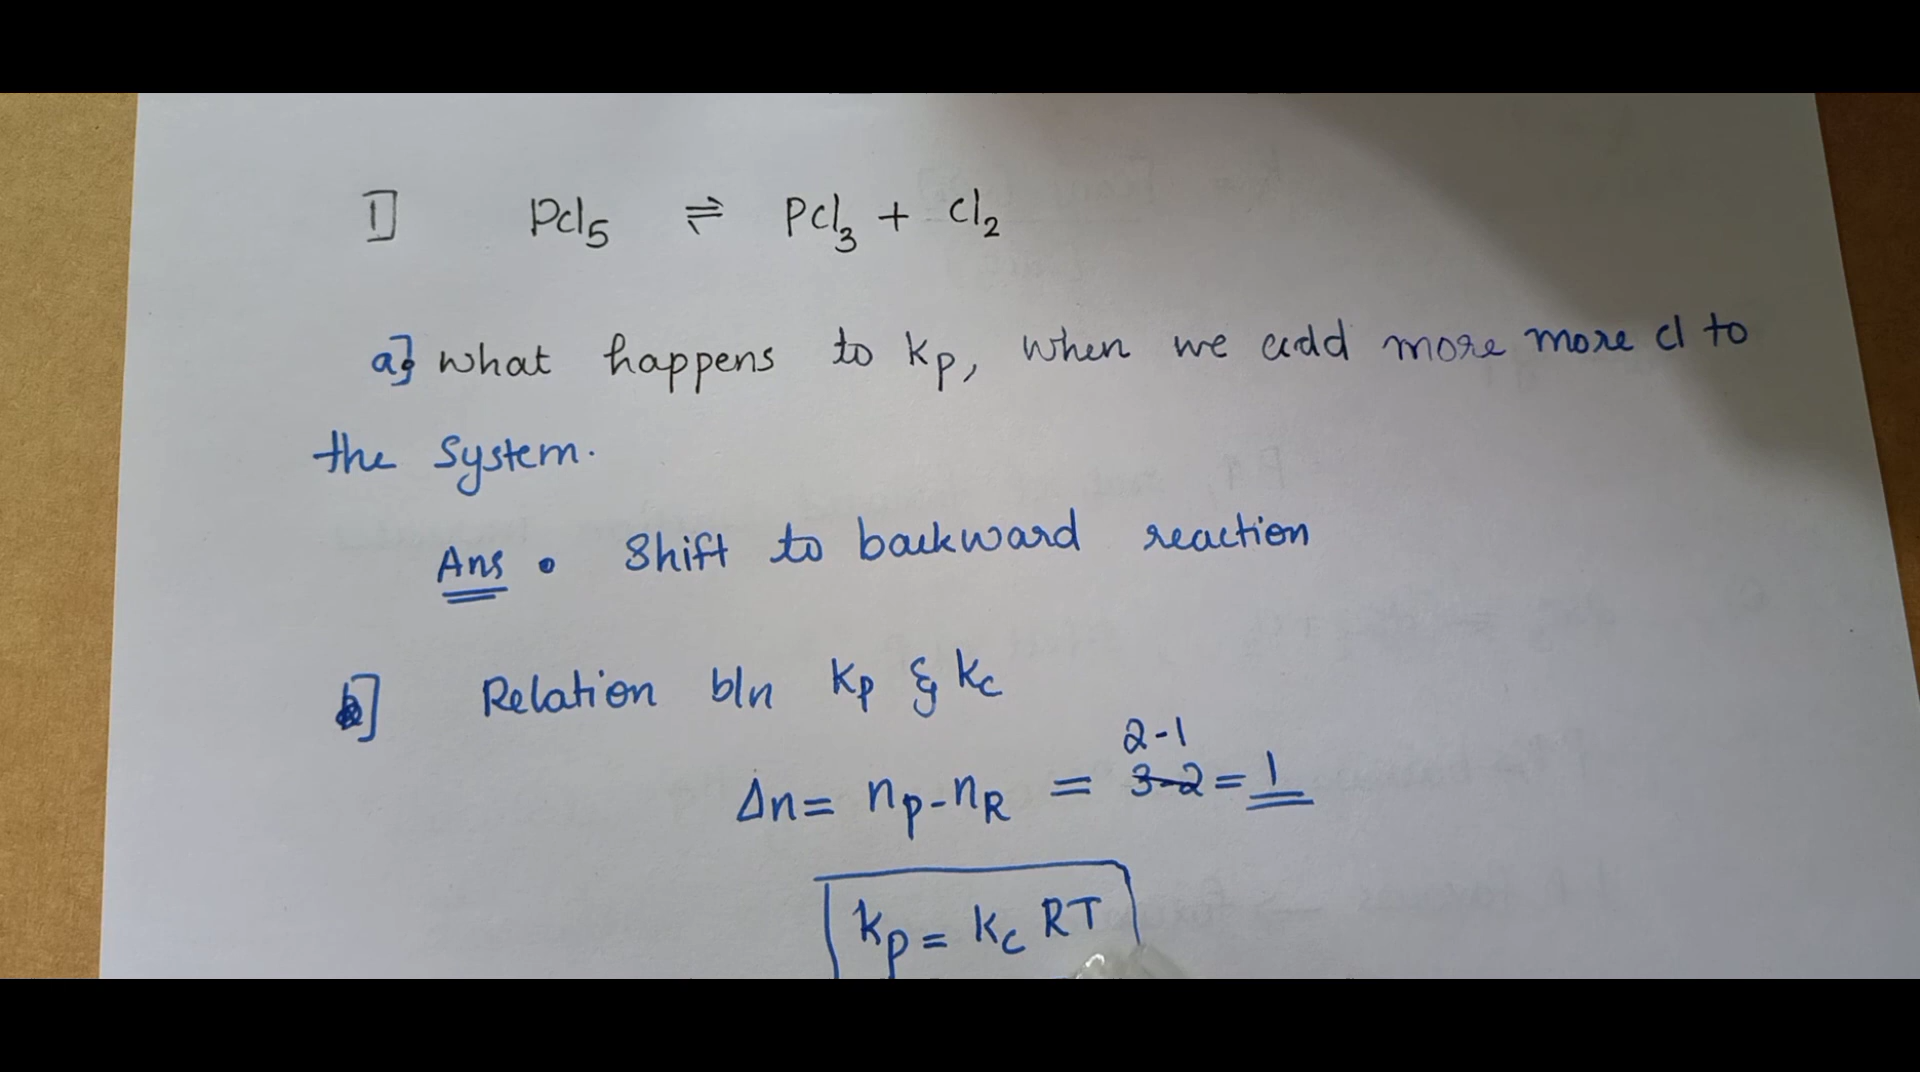 1] PCl5 ⇌ PCl3 + Cl2
a] what happens to kp, when we add more more cl to
the system.
Ans • Shift to backward reaction
b] Relation b/n kp & kc
2-1
Δn = np-nR = 3-2 = 1
kp = kc RT